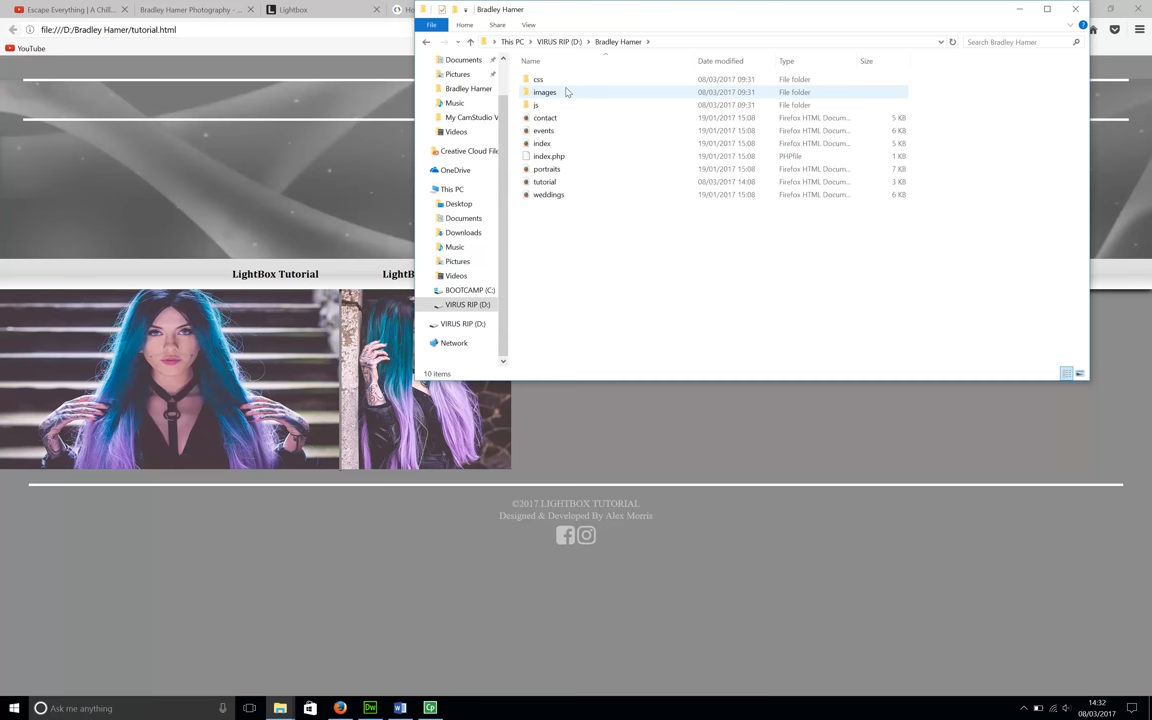 Escape Everything | A Chill...
Bradley Hamer Photography - ...
Lightbox
Bradley Hamer
file:///D:/Bradley Hamer/tutorial.html
YouTube
File
Home
Share
View
This PC
VIRUS RIP (D:)
Bradley Hamer
Search Bradley Hamer
Name
Date modified
Type
Size
Documents
Pictures
Bradley Hamer
Music
My CamStudio V
Videos
Creative Cloud File
OneDrive
This PC
Desktop
Documents
Downloads
Music
Pictures
Videos
BOOTCAMP (C:)
VIRUS RIP (D:)
VIRUS RIP (D:)
Network
css 08/03/2017 09:31 File folder
images 08/03/2017 09:31 File folder
js 08/03/2017 09:31 File folder
contact 19/01/2017 15:08 Firefox HTML Docum... 5 KB
events 19/01/2017 15:08 Firefox HTML Docum... 6 KB
index 19/01/2017 15:08 Firefox HTML Docum... 5 KB
index.php 19/01/2017 15:08 PHPfile 1 KB
portraits 19/01/2017 15:08 Firefox HTML Docum... 7 KB
tutorial 08/03/2017 14:08 Firefox HTML Docum... 3 KB
weddings 19/01/2017 15:08 Firefox HTML Docum... 6 KB
10 items
LightBox Tutorial
LightB
©2017 LIGHTBOX TUTORIAL
Designed & Developed By Alex Morris
Ask me anything
14:32
08/03/2017